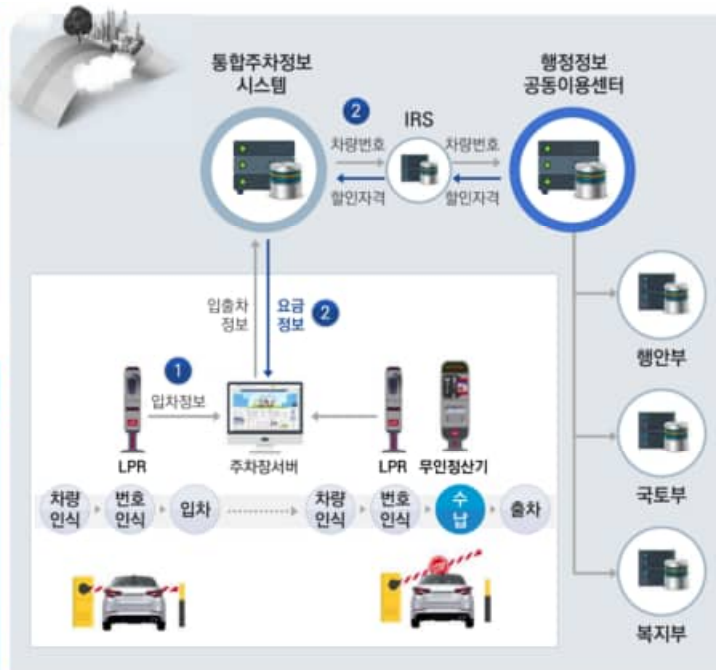 통합주차정보
시스템
행정정보
공동이용센터
2
IRS
차량번호
차량번호
할인자격
할인자격
입출차
정보
요금
정보
2
행안부
1
입차정보
LPR
주차장서버
LPR
무인정산기
국토부
차량
인식
번호
인식
입차
차량
인식
번호
인식
수
납
출차
복지부